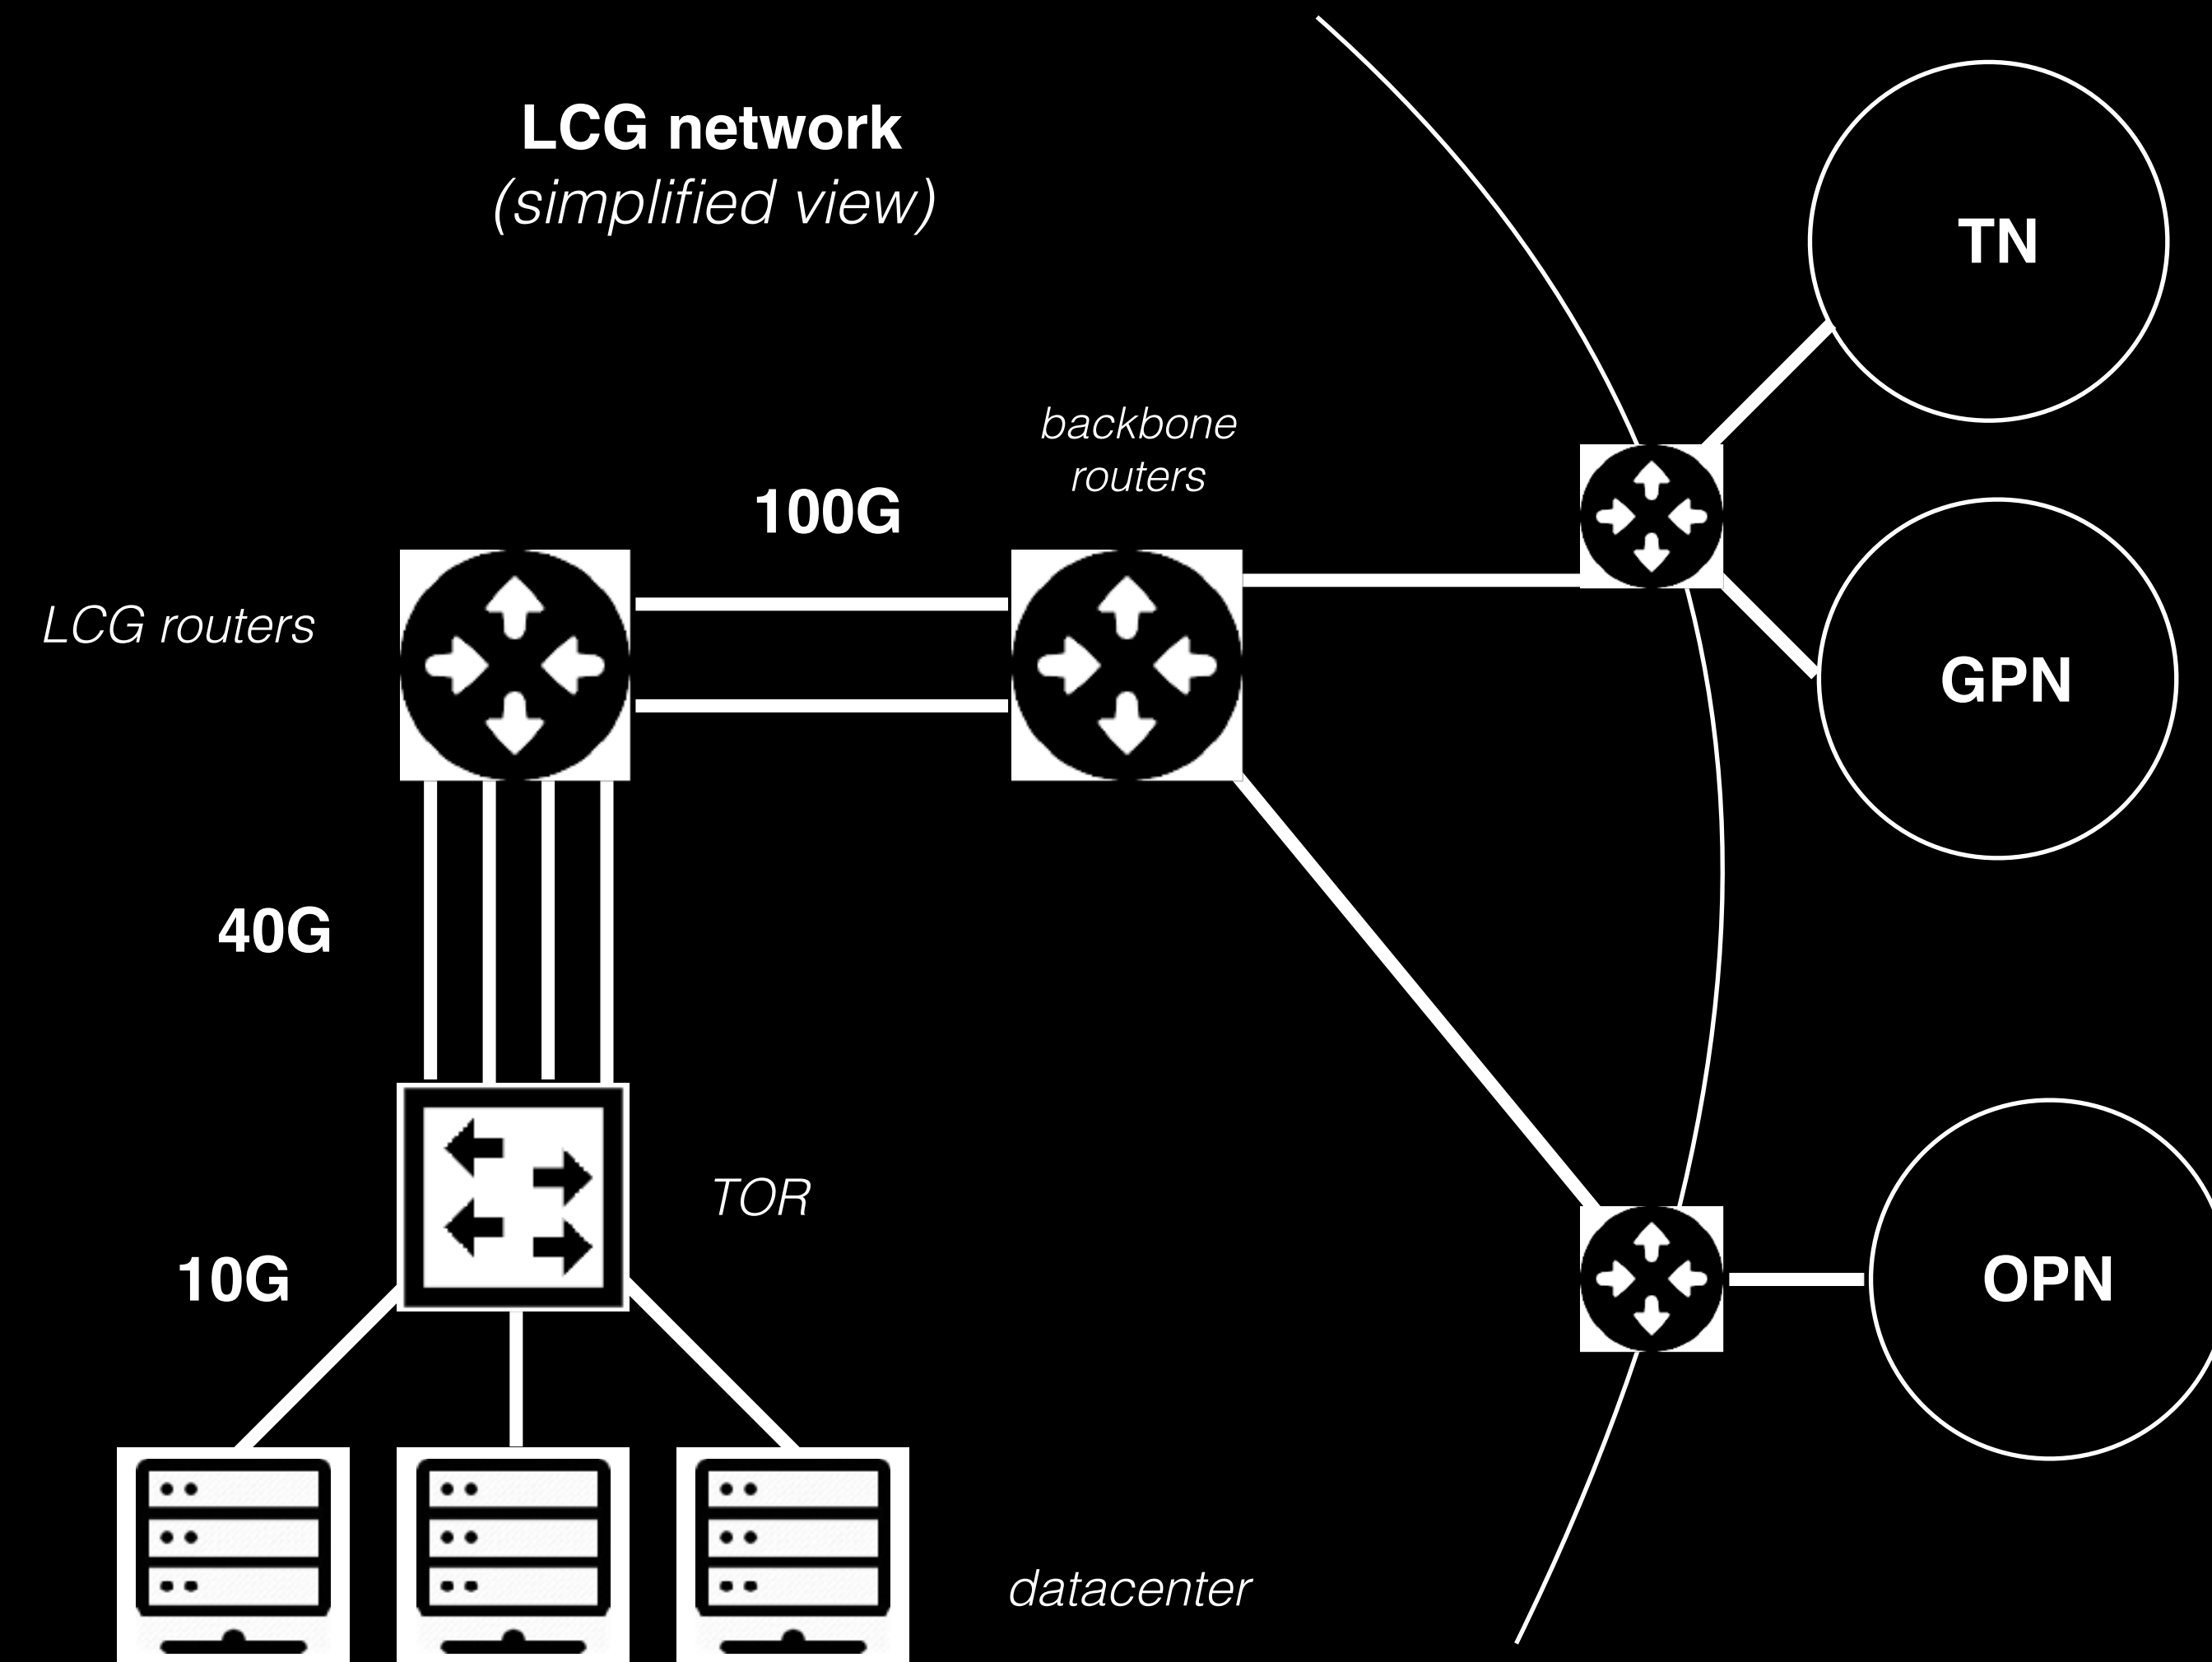 LCG network
(simplified view)
TN
backbone
routers
100G
LCG routers
GPN
40G
TOR
10G
OPN
datacenter